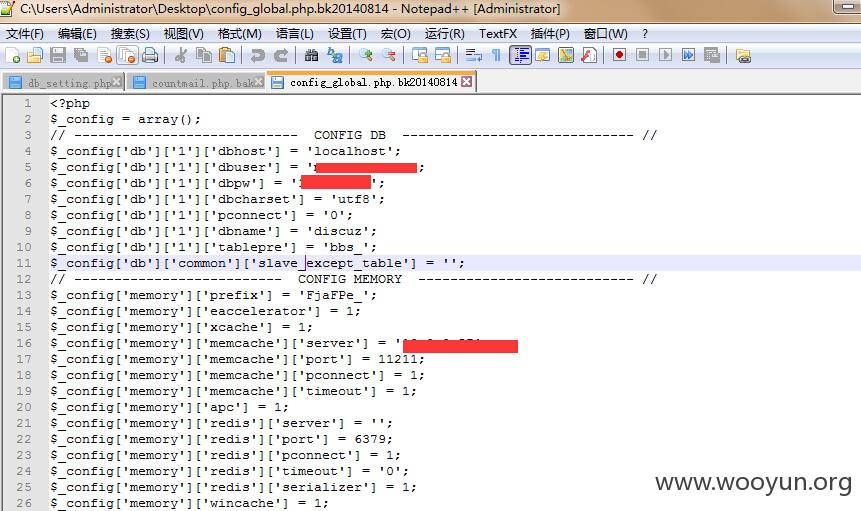 C:\Users\Administrator\Desktop\config_global.php.bk20140814 - Notepad++ [Administrator]
文件(F) 编辑(E) 搜索(S) 视图(V) 格式(M) 语言(L) 设置(T) 宏(O) 运行(R) TextFX 插件(P) 窗口(W) ?
db_setting.php countmail.php.bak config_global.php.bk20140814
1 <?php
2 $_config = array();
3 // ---------------------------- CONFIG DB ----------------------------- //
4 $_config['db']['1']['dbhost'] = 'localhost';
5 $_config['db']['1']['dbuser'] = ' ;
6 $_config['db']['1']['dbpw'] = ' ';
7 $_config['db']['1']['dbcharset'] = 'utf8';
8 $_config['db']['1']['pconnect'] = '0';
9 $_config['db']['1']['dbname'] = 'discuz';
10 $_config['db']['1']['tablepre'] = 'bbs_';
11 $_config['db']['common']['slave_except_table'] = '';
12 // -------------------------- CONFIG MEMORY --------------------------- //
13 $_config['memory']['prefix'] = 'FjaFPe_';
14 $_config['memory']['eaccelerator'] = 1;
15 $_config['memory']['xcache'] = 1;
16 $_config['memory']['memcache']['server'] = '
17 $_config['memory']['memcache']['port'] = 11211;
18 $_config['memory']['memcache']['pconnect'] = 1;
19 $_config['memory']['memcache']['timeout'] = 1;
20 $_config['memory']['apc'] = 1;
21 $_config['memory']['redis']['server'] = '';
22 $_config['memory']['redis']['port'] = 6379;
23 $_config['memory']['redis']['pconnect'] = 1;
24 $_config['memory']['redis']['timeout'] = '0';
25 $_config['memory']['redis']['serializer'] = 1;
26 $_config['memory']['wincache'] = 1;
www.wooyun.org